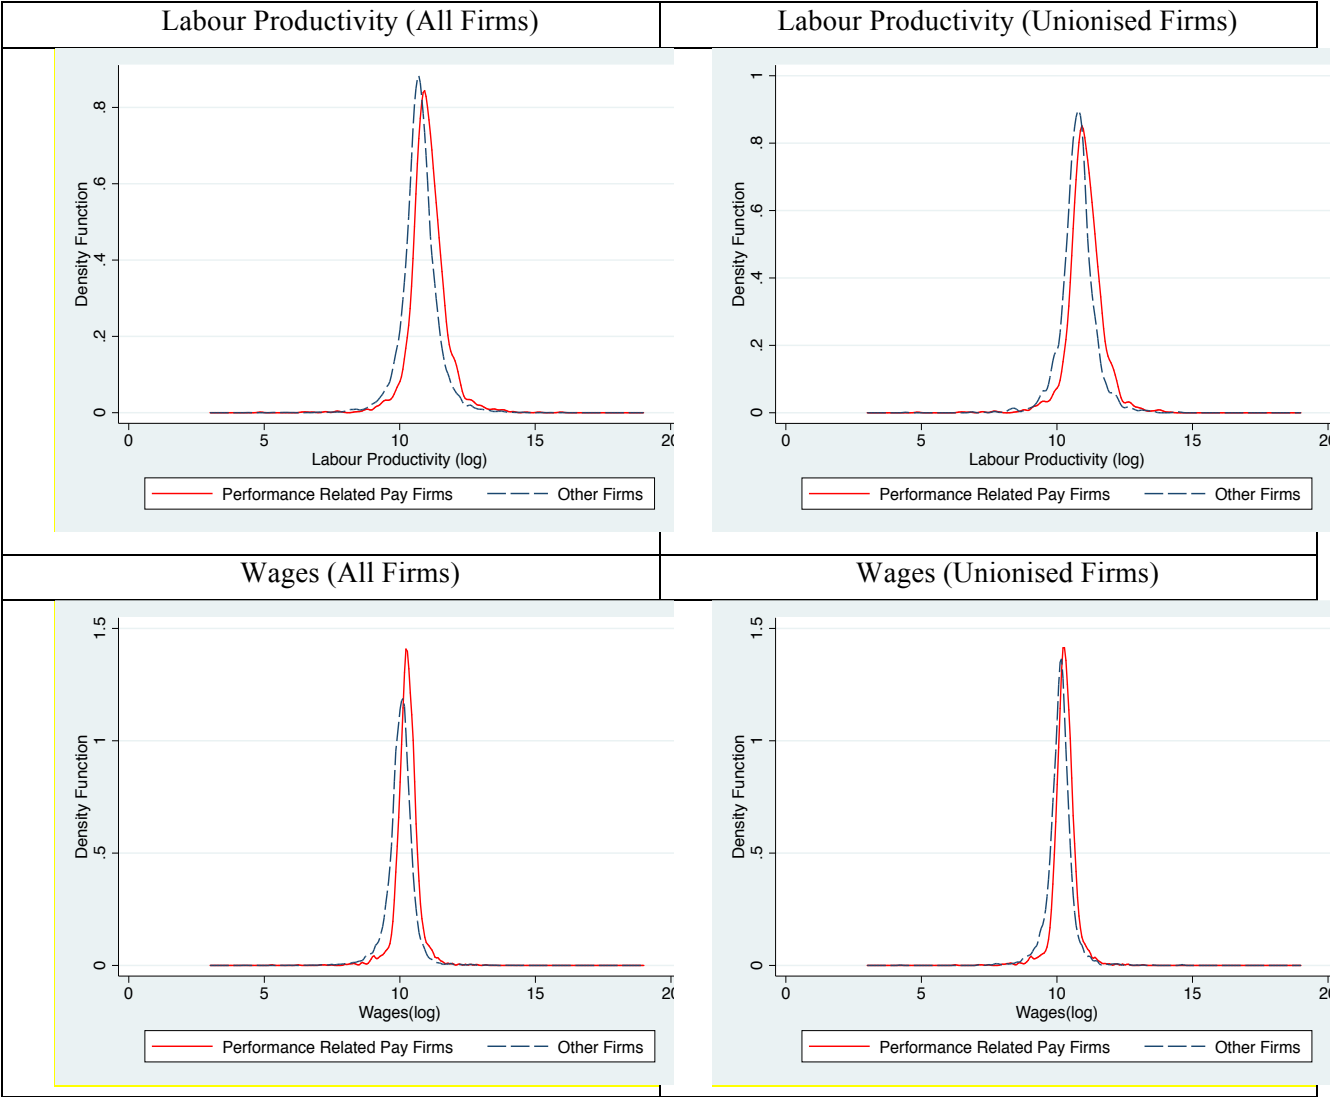 Labour Productivity (All Firms)
Labour Productivity (Unionised Firms)
Density Function
.8
.6
.4
.2
0
0 5 10 15 20
Labour Productivity (log)
Performance Related Pay Firms Other Firms
Density Function
1
.8
.6
.4
.2
0
0 5 10 15 20
Labour Productivity (log)
Performance Related Pay Firms Other Firms
Wages (All Firms)
Wages (Unionised Firms)
Density Function
1.5
1
.5
0
0 5 10 15 20
Wages(log)
Performance Related Pay Firms Other Firms
Density Function
1.5
1
.5
0
0 5 10 15 20
Wages(log)
Performance Related Pay Firms Other Firms